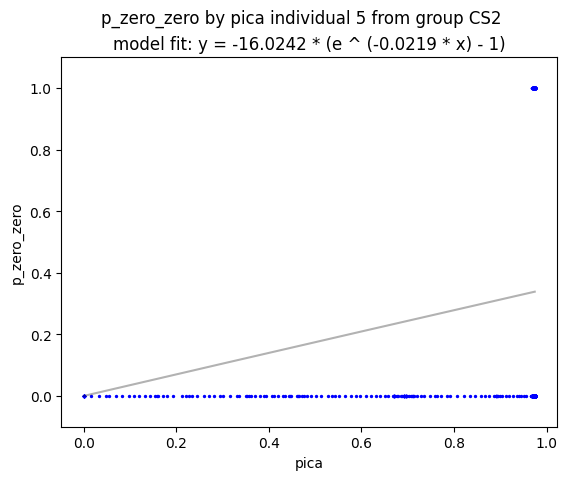 p_zero_zero by pica individual 5 from group CS2
model fit: y = -16.0242 * (e ^ (-0.0219 * x) - 1)
1.0
0.8
0.6
0.4
0.2
0.0
p_zero_zero
0.0 0.2 0.4 0.6 0.8 1.0
pica